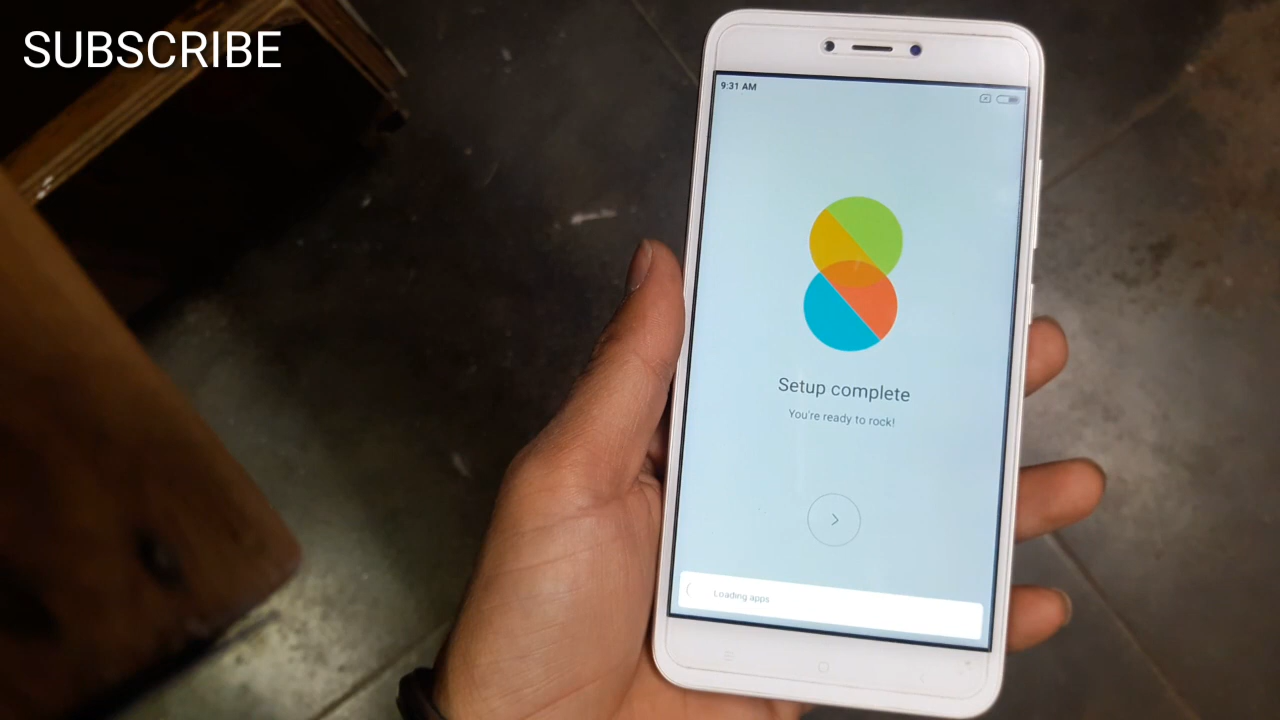 SUBSCRIBE
9:31 AM
Setup complete
You're ready to rock!
Loading apps